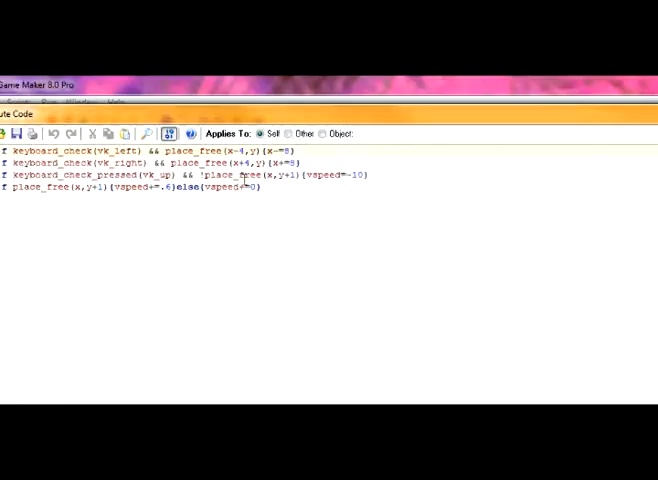 Game Maker 8.0 Pro
ute Code
Applies To: Self Other Object:
f keyboard_check(vk_left) && place_free(x-4,y){x-=8}
f keyboard_check(vk_right) && place_free(x+4,y){x+=8}
f keyboard_check_pressed(vk_up) && !place_free(x,y+1){vspeed=-10}
f place_free(x,y+1){vspeed+=.6}else{vspeed+=0}